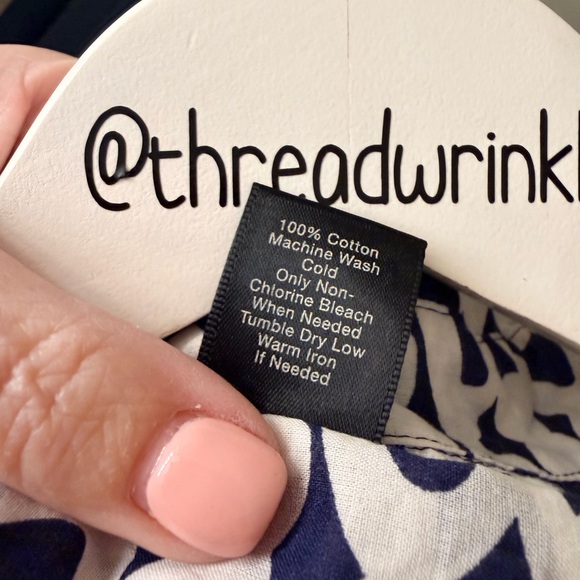 @threadwrinkl
100% Cotton
Machine Wash
Cold
Only Non-
Chlorine Bleach
When Needed
Tumble Dry Low
Warm Iron
If Needed